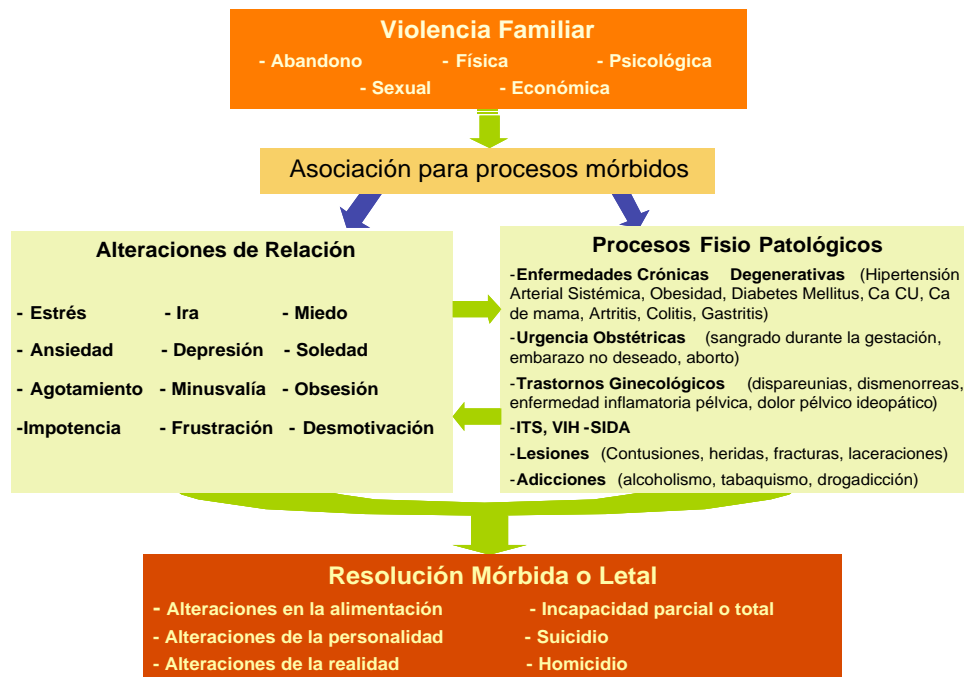 Violencia Familiar
- Abandono - Física - Psicológica
- Sexual - Económica
Asociación para procesos mórbidos
Alteraciones de Relación
- Estrés - Ira - Miedo
- Ansiedad - Depresión - Soledad
- Agotamiento - Minusvalía - Obsesión
-Impotencia - Frustración - Desmotivación
Procesos Fisio Patológicos
-Enfermedades Crónicas Degenerativas (Hipertensión
Arterial Sistémica, Obesidad, Diabetes Mellitus, Ca CU, Ca
de mama, Artritis, Colitis, Gastritis)
-Urgencia Obstétricas (sangrado durante la gestación,
embarazo no deseado, aborto)
-Trastornos Ginecológicos (dispareunias, dismenorreas,
enfermedad inflamatoria pélvica, dolor pélvico ideopático)
-ITS, VIH -SIDA
-Lesiones (Contusiones, heridas, fracturas, laceraciones)
-Adicciones (alcoholismo, tabaquismo, drogadicción)
Resolución Mórbida o Letal
- Alteraciones en la alimentación - Incapacidad parcial o total
- Alteraciones de la personalidad - Suicidio
- Alteraciones de la realidad - Homicidio